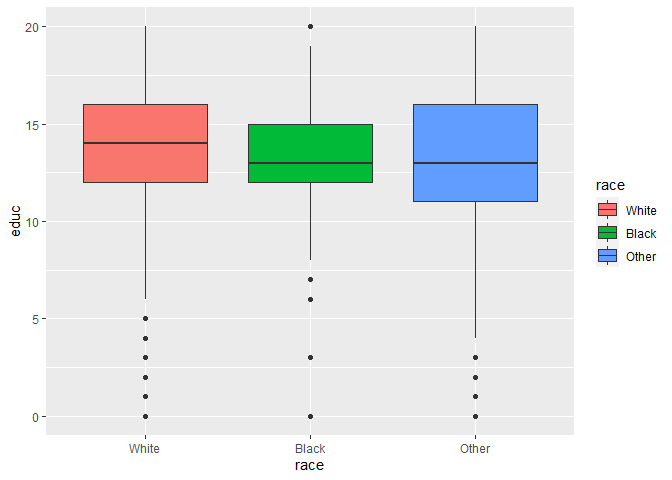 20
15
10
5
0
educ
White Black Other
race
race
White
Black
Other